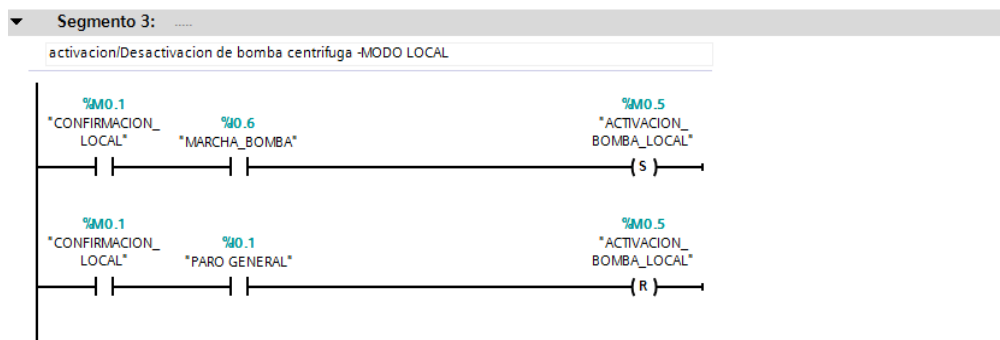 Segmento 3: .....
activacion/Desactivacion de bomba centrifuga -MODO LOCAL
%M0.1
"CONFIRMACION_
LOCAL"
%I0.6
"MARCHA_BOMBA"
%M0.5
"ACTIVACION_
BOMBA_LOCAL"
S
%M0.1
"CONFIRMACION_
LOCAL"
%I0.1
"PARO GENERAL"
%M0.5
"ACTIVACION_
BOMBA_LOCAL"
R